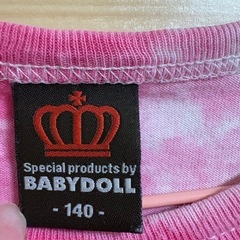 Special products by
BABYDOLL
- 140 -